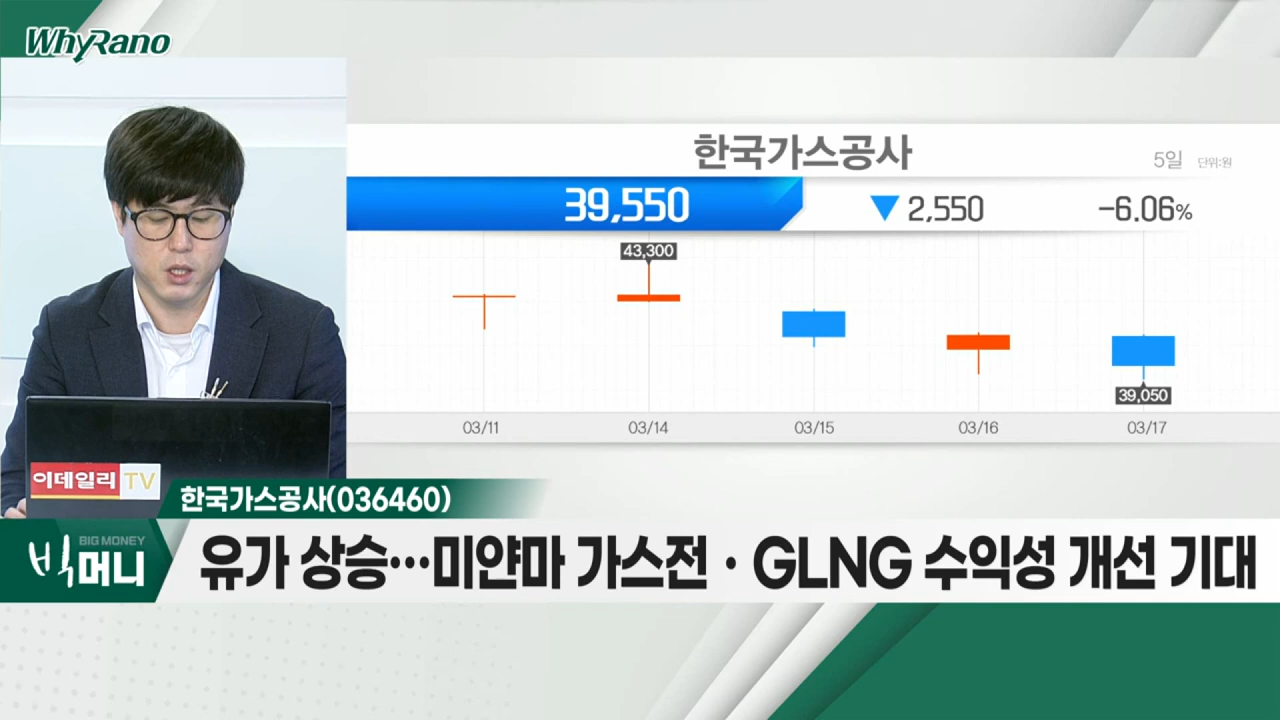 WhyRano
한국가스공사
5일 단위:원
39,550 ▼ 2,550 -6.06%
43,300
39,050
03/11 03/14 03/15 03/16 03/17
이데일리 TV
한국가스공사(036460)
BIG MONEY
빅머니
유가 상승…미얀마 가스전·GLNG 수익성 개선 기대